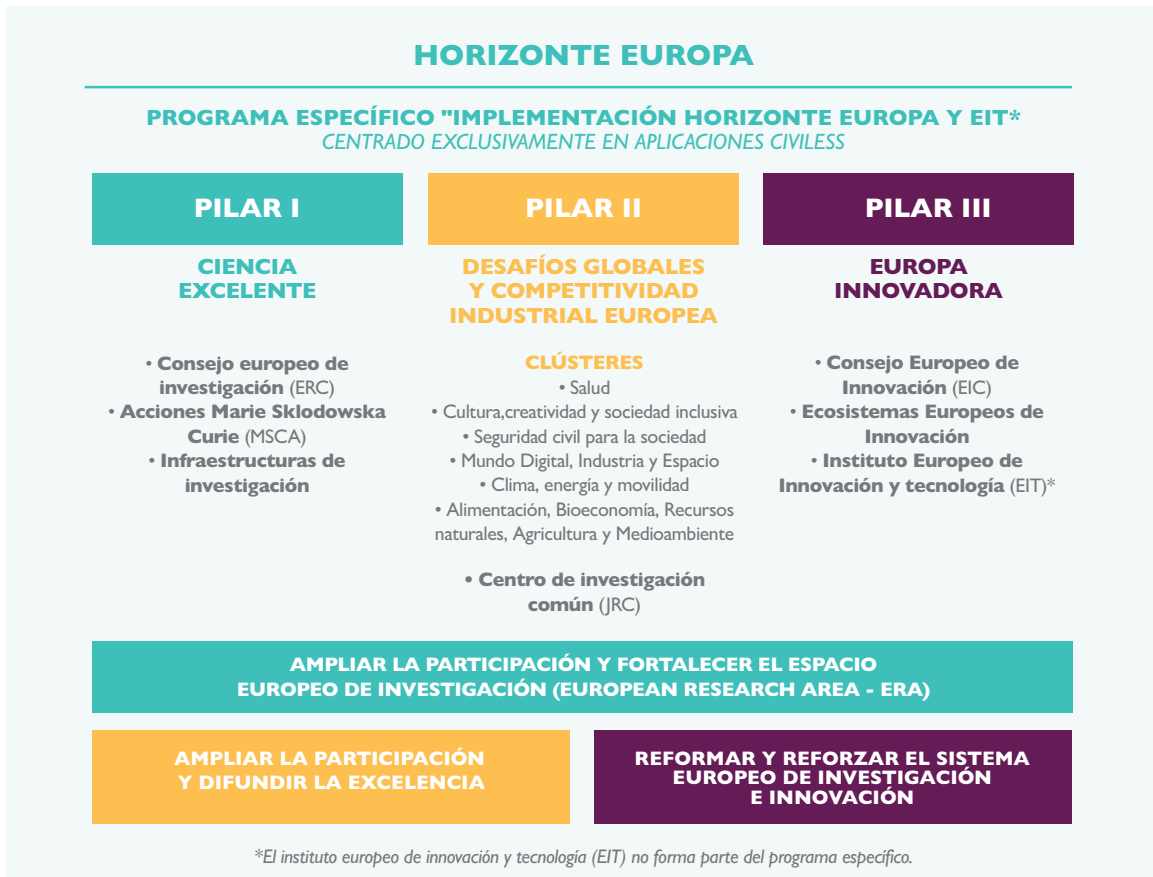 HORIZONTE EUROPA
PROGRAMA ESPECÍFICO "IMPLEMENTACIÓN HORIZONTE EUROPA Y EIT*
CENTRADO EXCLUSIVAMENTE EN APLICACIONES CIVILESS
PILAR I
CIENCIA
EXCELENTE
• Consejo europeo de
investigación (ERC)
• Acciones Marie Sklodowska
Curie (MSCA)
• Infraestructuras de
investigación
PILAR II
DESAFÍOS GLOBALES
Y COMPETITIVIDAD
INDUSTRIAL EUROPEA
CLÚSTERES
• Salud
• Cultura,creatividad y sociedad inclusiva
• Seguridad civil para la sociedad
• Mundo Digital, Industria y Espacio
• Clima, energía y movilidad
• Alimentación, Bioeconomía, Recursos
naturales, Agricultura y Medioambiente
• Centro de investigación
común (JRC)
PILAR III
EUROPA
INNOVADORA
• Consejo Europeo de
Innovación (EIC)
• Ecosistemas Europeos de
Innovación
• Instituto Europeo de
Innovación y tecnología (EIT)*
AMPLIAR LA PARTICIPACIÓN Y FORTALECER EL ESPACIO
EUROPEO DE INVESTIGACIÓN (EUROPEAN RESEARCH AREA - ERA)
AMPLIAR LA PARTICIPACIÓN
Y DIFUNDIR LA EXCELENCIA
REFORMAR Y REFORZAR EL SISTEMA
EUROPEO DE INVESTIGACIÓN
E INNOVACIÓN
*El instituto europeo de innovación y tecnología (EIT) no forma parte del programa específico.